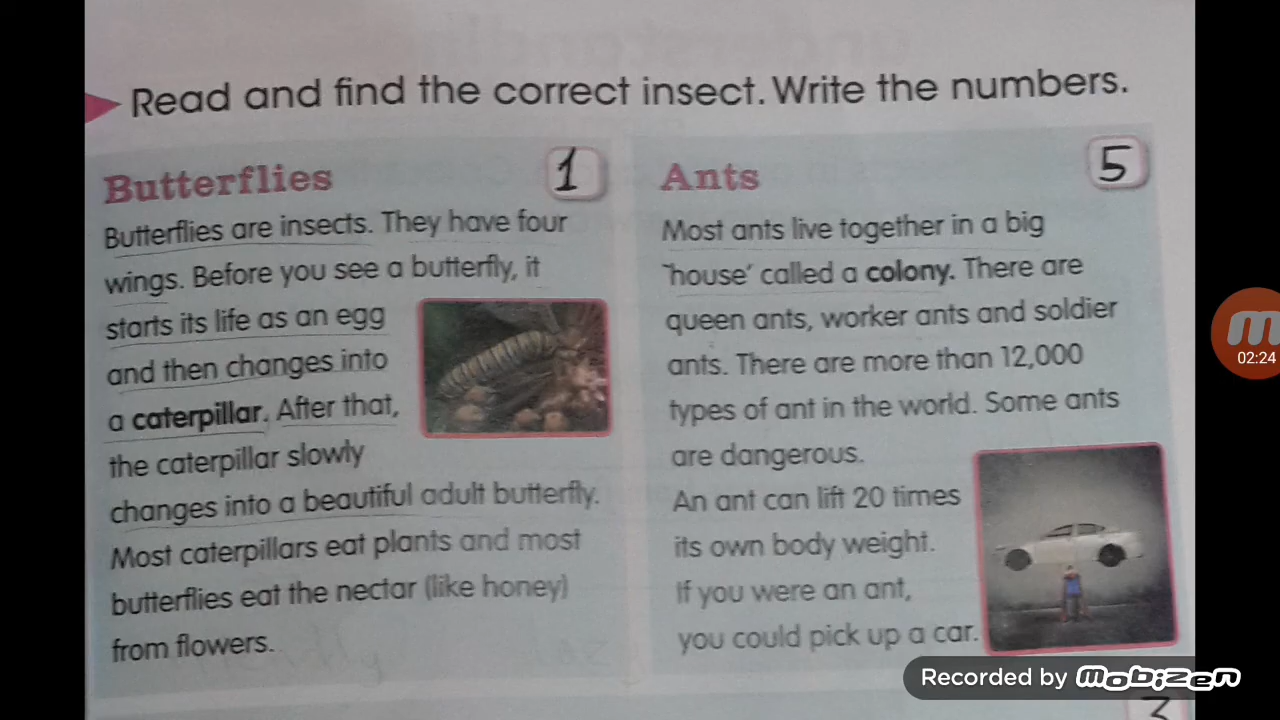 Read and find the correct insect. Write the numbers.
Butterflies 1
Butterflies are insects. They have four
wings. Before you see a butterfly, it
starts its life as an egg
and then changes into
a caterpillar. After that,
the caterpillar slowly
changes into a beautiful adult butterfly.
Most caterpillars eat plants and most
butterflies eat the nectar (like honey)
from flowers.
Ants 5
Most ants live together in a big
'house' called a colony. There are
queen ants, worker ants and soldier
ants. There are more than 12,000
types of ant in the world. Some ants
are dangerous.
An ant can lift 20 times
its own body weight.
If you were an ant,
you could pick up a car.
02:24
Recorded by Mobizen